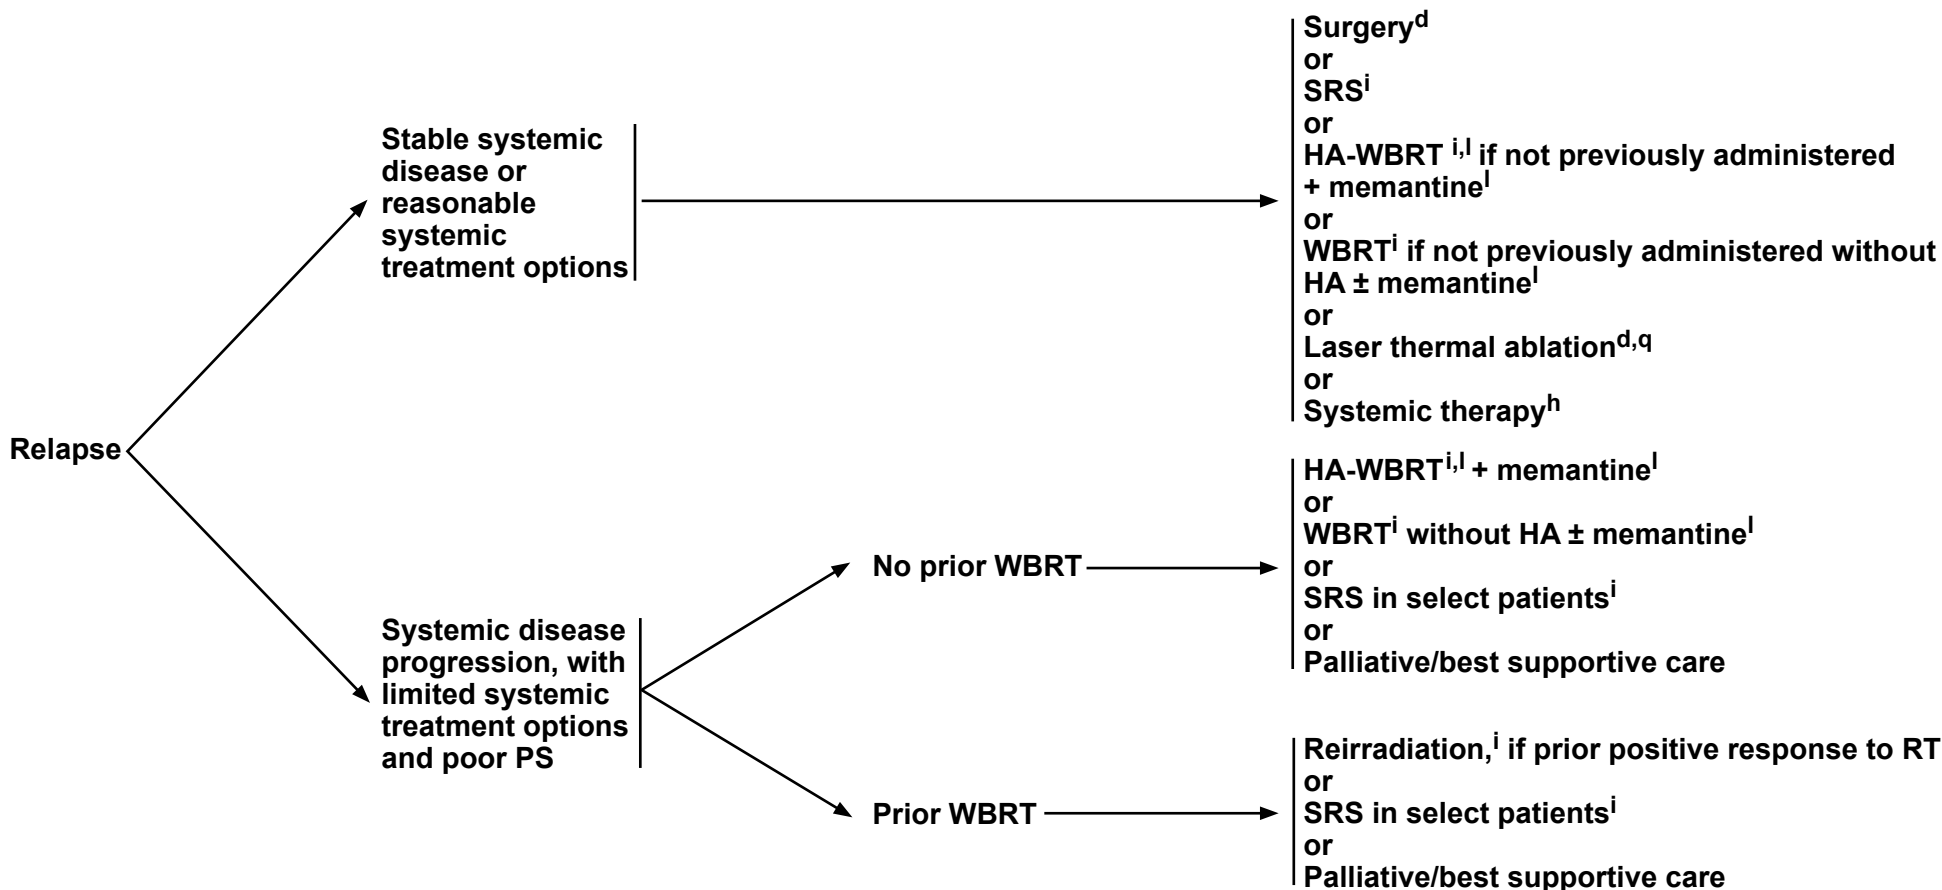 Relapse
Stable systemic
disease or
reasonable
systemic
treatment options
Surgeryd
or
SRSi
or
HA-WBRT i,l if not previously administered
+ memantinel
or
WBRTi if not previously administered without
HA ± memantinel
or
Laser thermal ablationd,q
or
Systemic therapyh
Systemic disease
progression, with
limited systemic
treatment options
and poor PS
No prior WBRT
HA-WBRTi,l + memantinel
or
WBRTi without HA ± memantinel
or
SRS in select patientsi
or
Palliative/best supportive care
Prior WBRT
Reirradiation,i if prior positive response to RT
or
SRS in select patientsi
or
Palliative/best supportive care